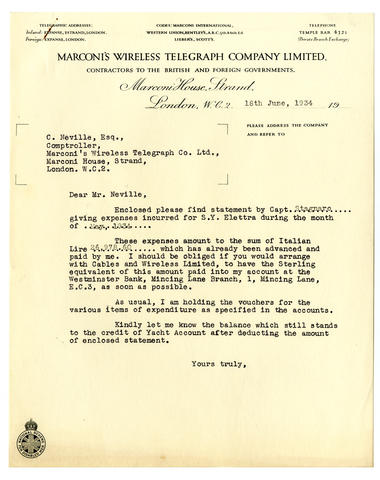 TELEGRAPHIC ADDRESSES:
Inland: EXPANSE, ESTRAND, LONDON.
Foreign: EXPANSE, LONDON.
CODES: MARCONI INTERNATIONAL,
WESTERN UNION, BENTLEY'S, A.B.C.
LIEBER'S, SCOTT'S.
TELEPHONE
TEMPLE BAR 4321
(Private Branch Exchange)
MARCONI'S WIRELESS TELEGRAPH COMPANY LIMITED,
CONTRACTORS TO THE BRITISH AND FOREIGN GOVERNMENTS,
Marconi House, Strand,
London, W.C.2. 16th June, 1934 19
PLEASE ADDRESS THE COMPANY
AND REFER TO
C. Neville, Esq.,
Comptroller,
Marconi's Wireless Telegraph Co. Ltd.,
Marconi House, Strand,
London. W.C.2.
Dear Mr. Neville,
Enclosed please find statement by Capt. ....
giving expenses incurred for S.Y. Elettra during the month
of ..May, 1934....
These expenses amount to the sum of Italian
Lire .... which has already been advanced and
paid by me. I should be obliged if you would arrange
with Cables and Wireless Limited, to have the Sterling
equivalent of this amount paid into my account at the
Westminster Bank, Mincing Lane Branch, 1, Mincing Lane,
E.C.3, as soon as possible.
As usual, I am holding the vouchers for the
various items of expenditure as specified in the accounts.
Kindly let me know the balance which still stands
to the credit of Yacht Account after deducting the amount
of enclosed statement.
Yours truly,